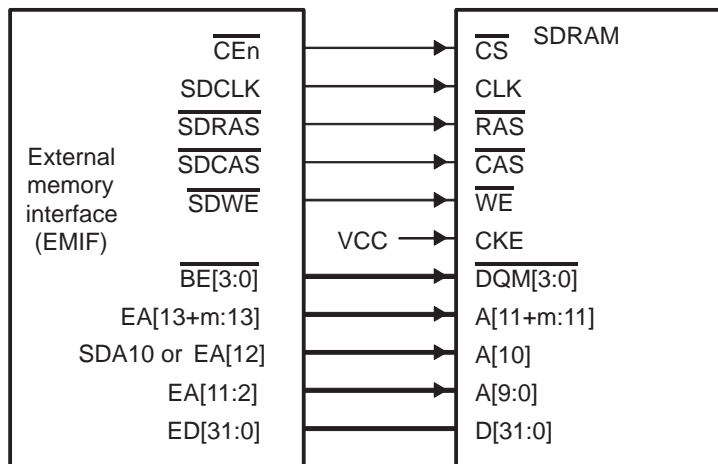 CEn
SDCLK
SDRAS
SDCAS
SDWE
External
memory
interface
(EMIF)
BE[3:0]
EA[13+m:13]
SDA10 or EA[12]
EA[11:2]
ED[31:0]
VCC
SDRAM
CS
CLK
RAS
CAS
WE
CKE
DQM[3:0]
A[11+m:11]
A[10]
A[9:0]
D[31:0]